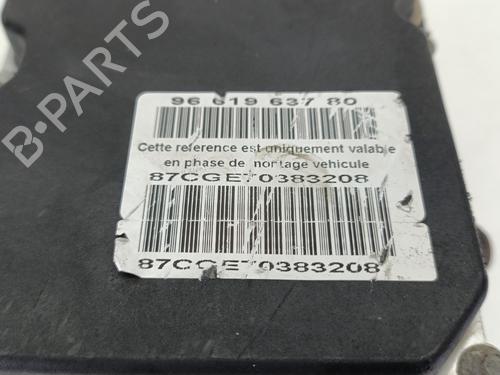 96 619 637 80
Cette reference est uniquement valable
en phase de montage vehicule
87CGE70383208
87CGE70383208
B-PARTS